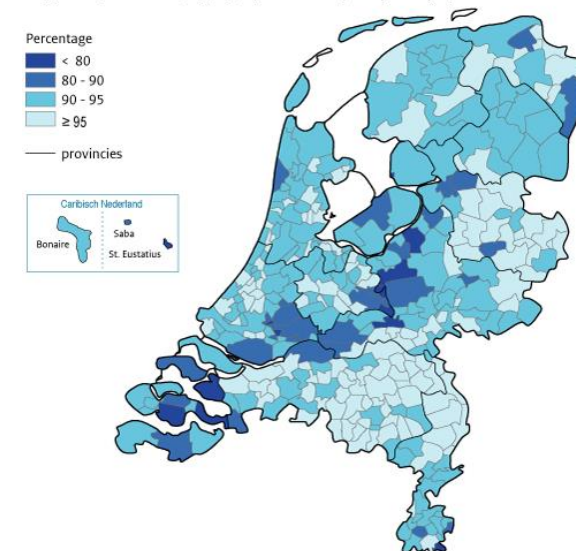 Percentage
< 80
80 - 90
90 - 95
≥ 95
provincies
Caribisch Nederland
Bonaire
Saba
St. Eustatius